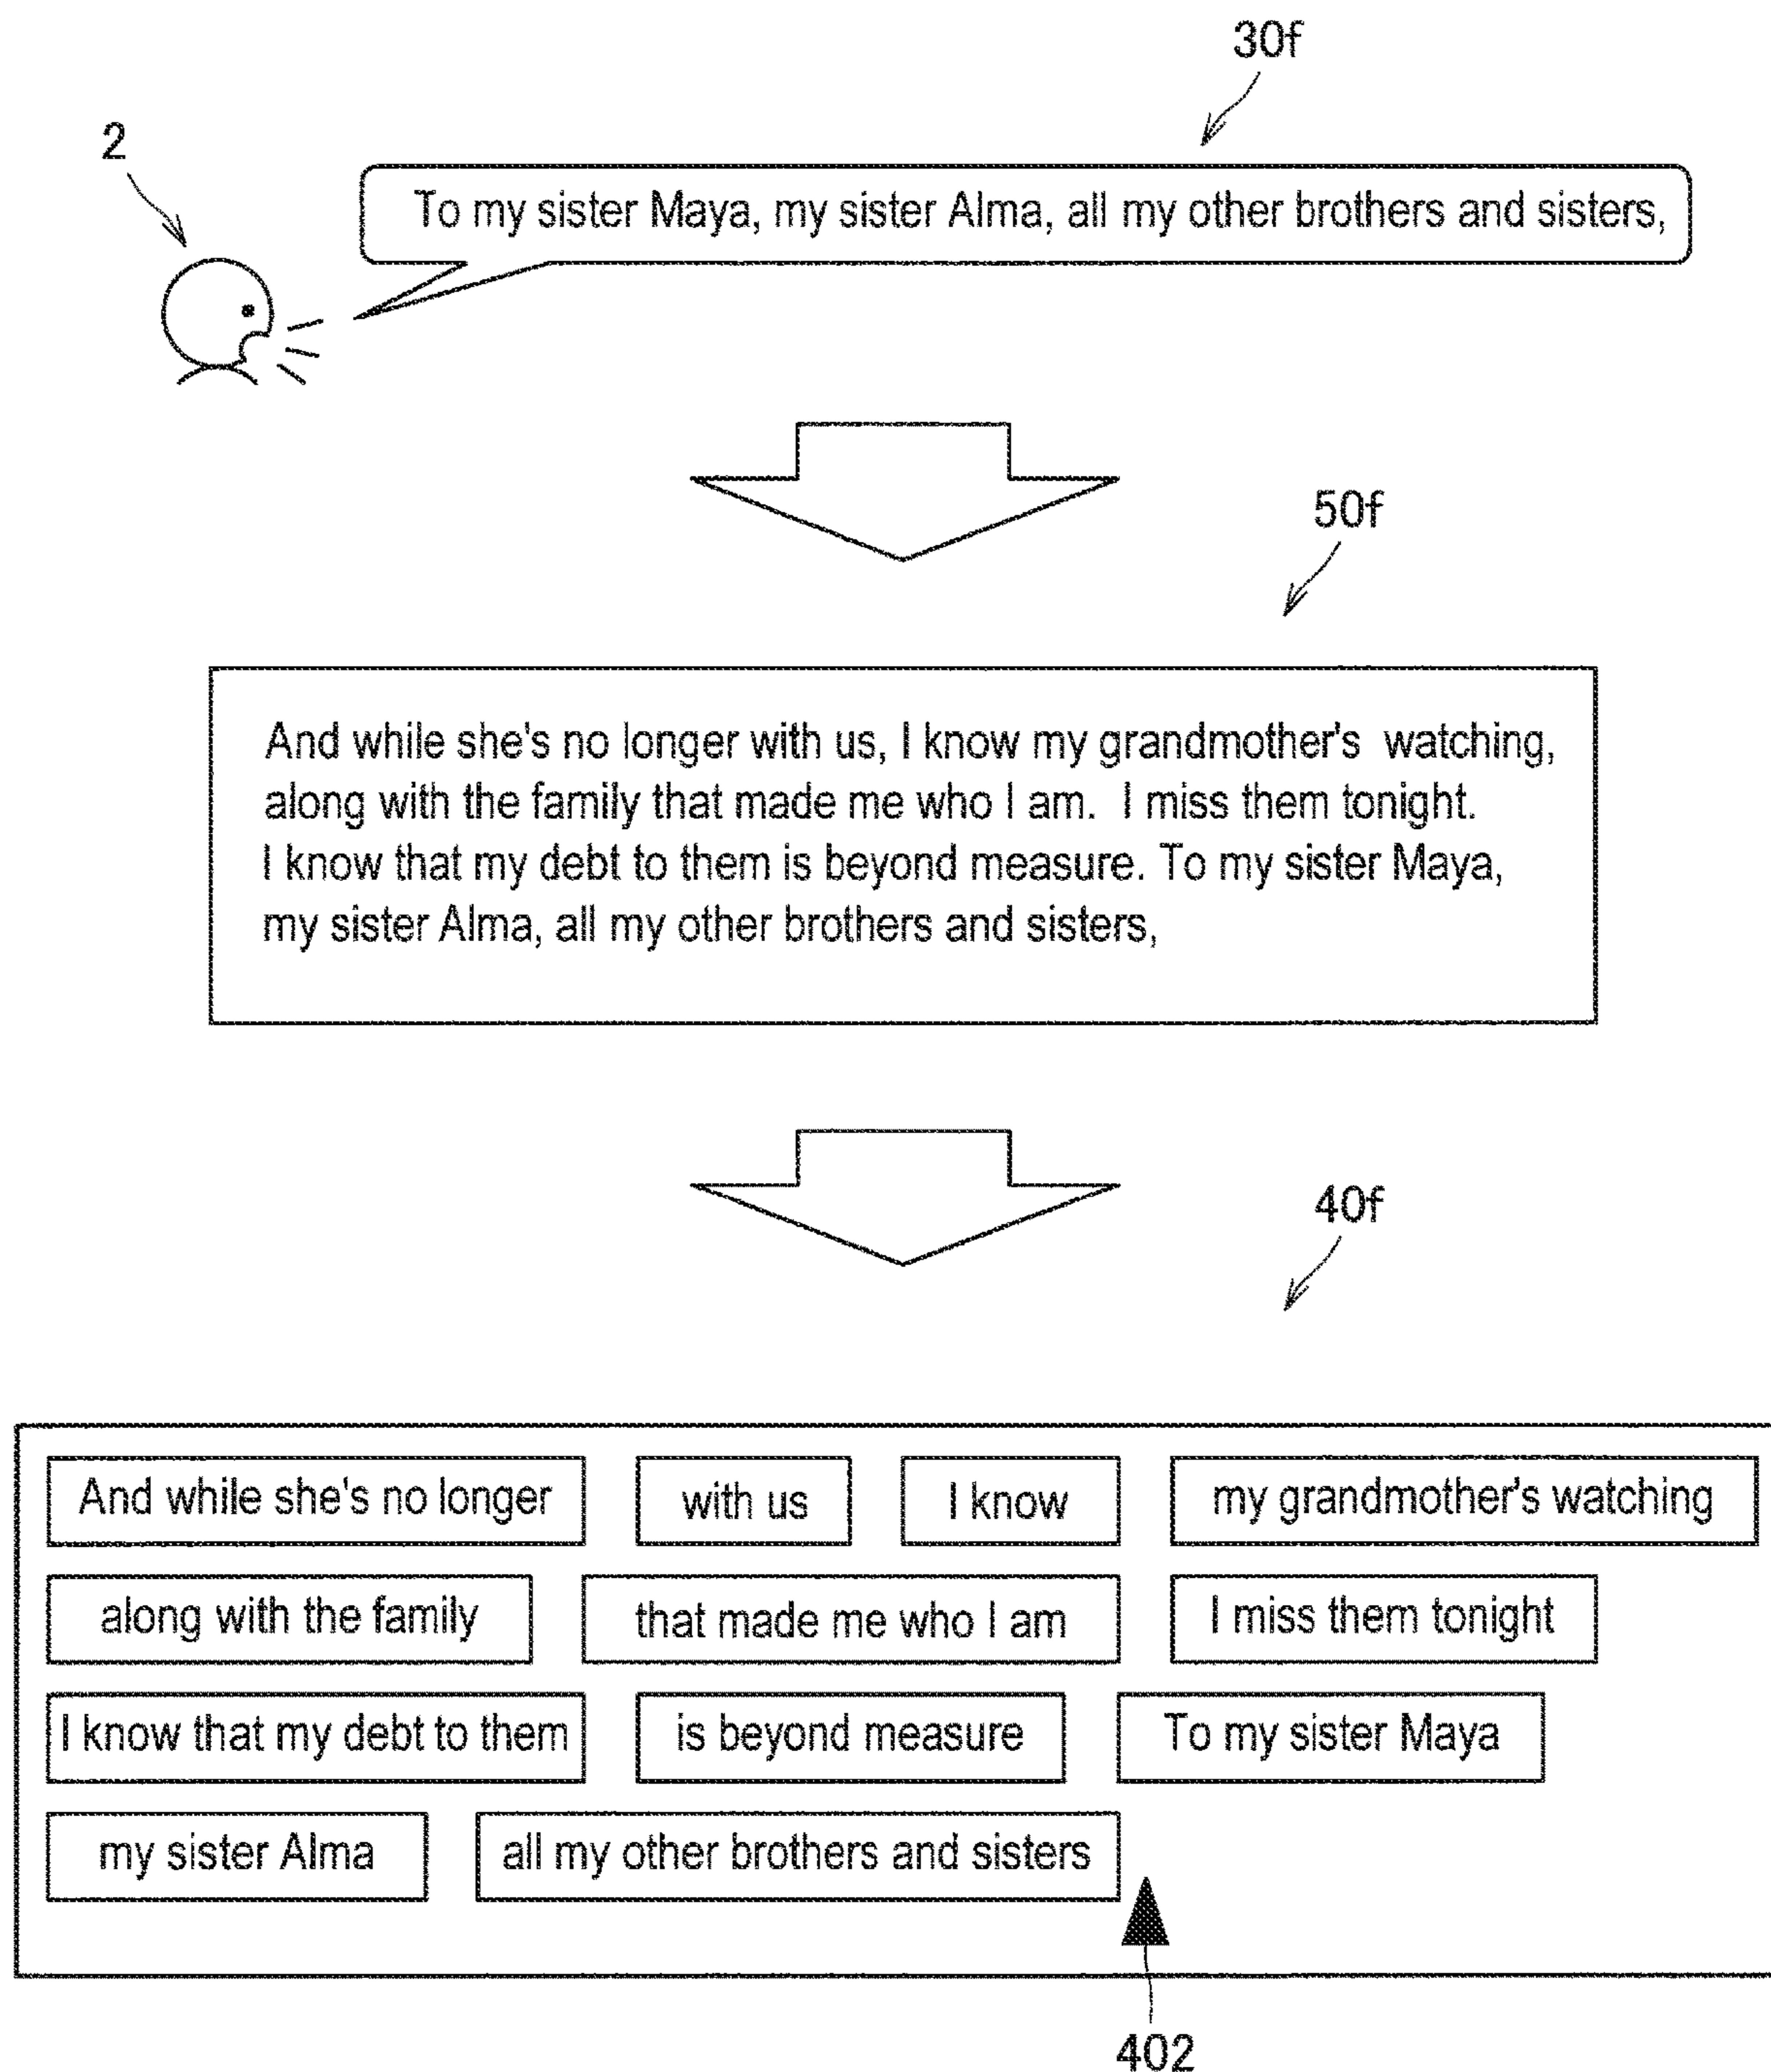 30f
2
To my sister Maya, my sister Alma, all my other brothers and sisters,
50f
And while she's no longer with us, I know my grandmother's watching,
along with the family that made me who I am. I miss them tonight.
I know that my debt to them is beyond measure. To my sister Maya,
my sister Alma, all my other brothers and sisters,
40f
And while she's no longer with us I know my grandmother's watching
along with the family that made me who I am I miss them tonight
I know that my debt to them is beyond measure To my sister Maya
my sister Alma all my other brothers and sisters
402